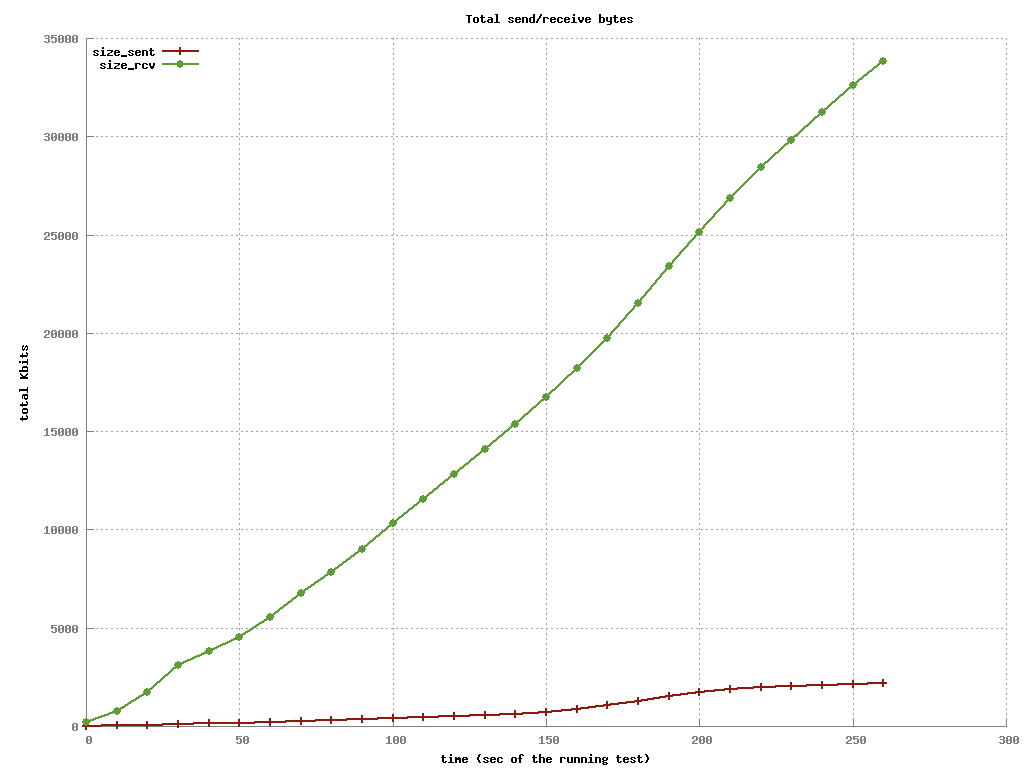 Total send/receive bytes
35000
size_sent
size_rcv
30000
25000
20000
total Kbits
15000
10000
5000
0
0 50 100 150 200 250 300
time (sec of the running test)